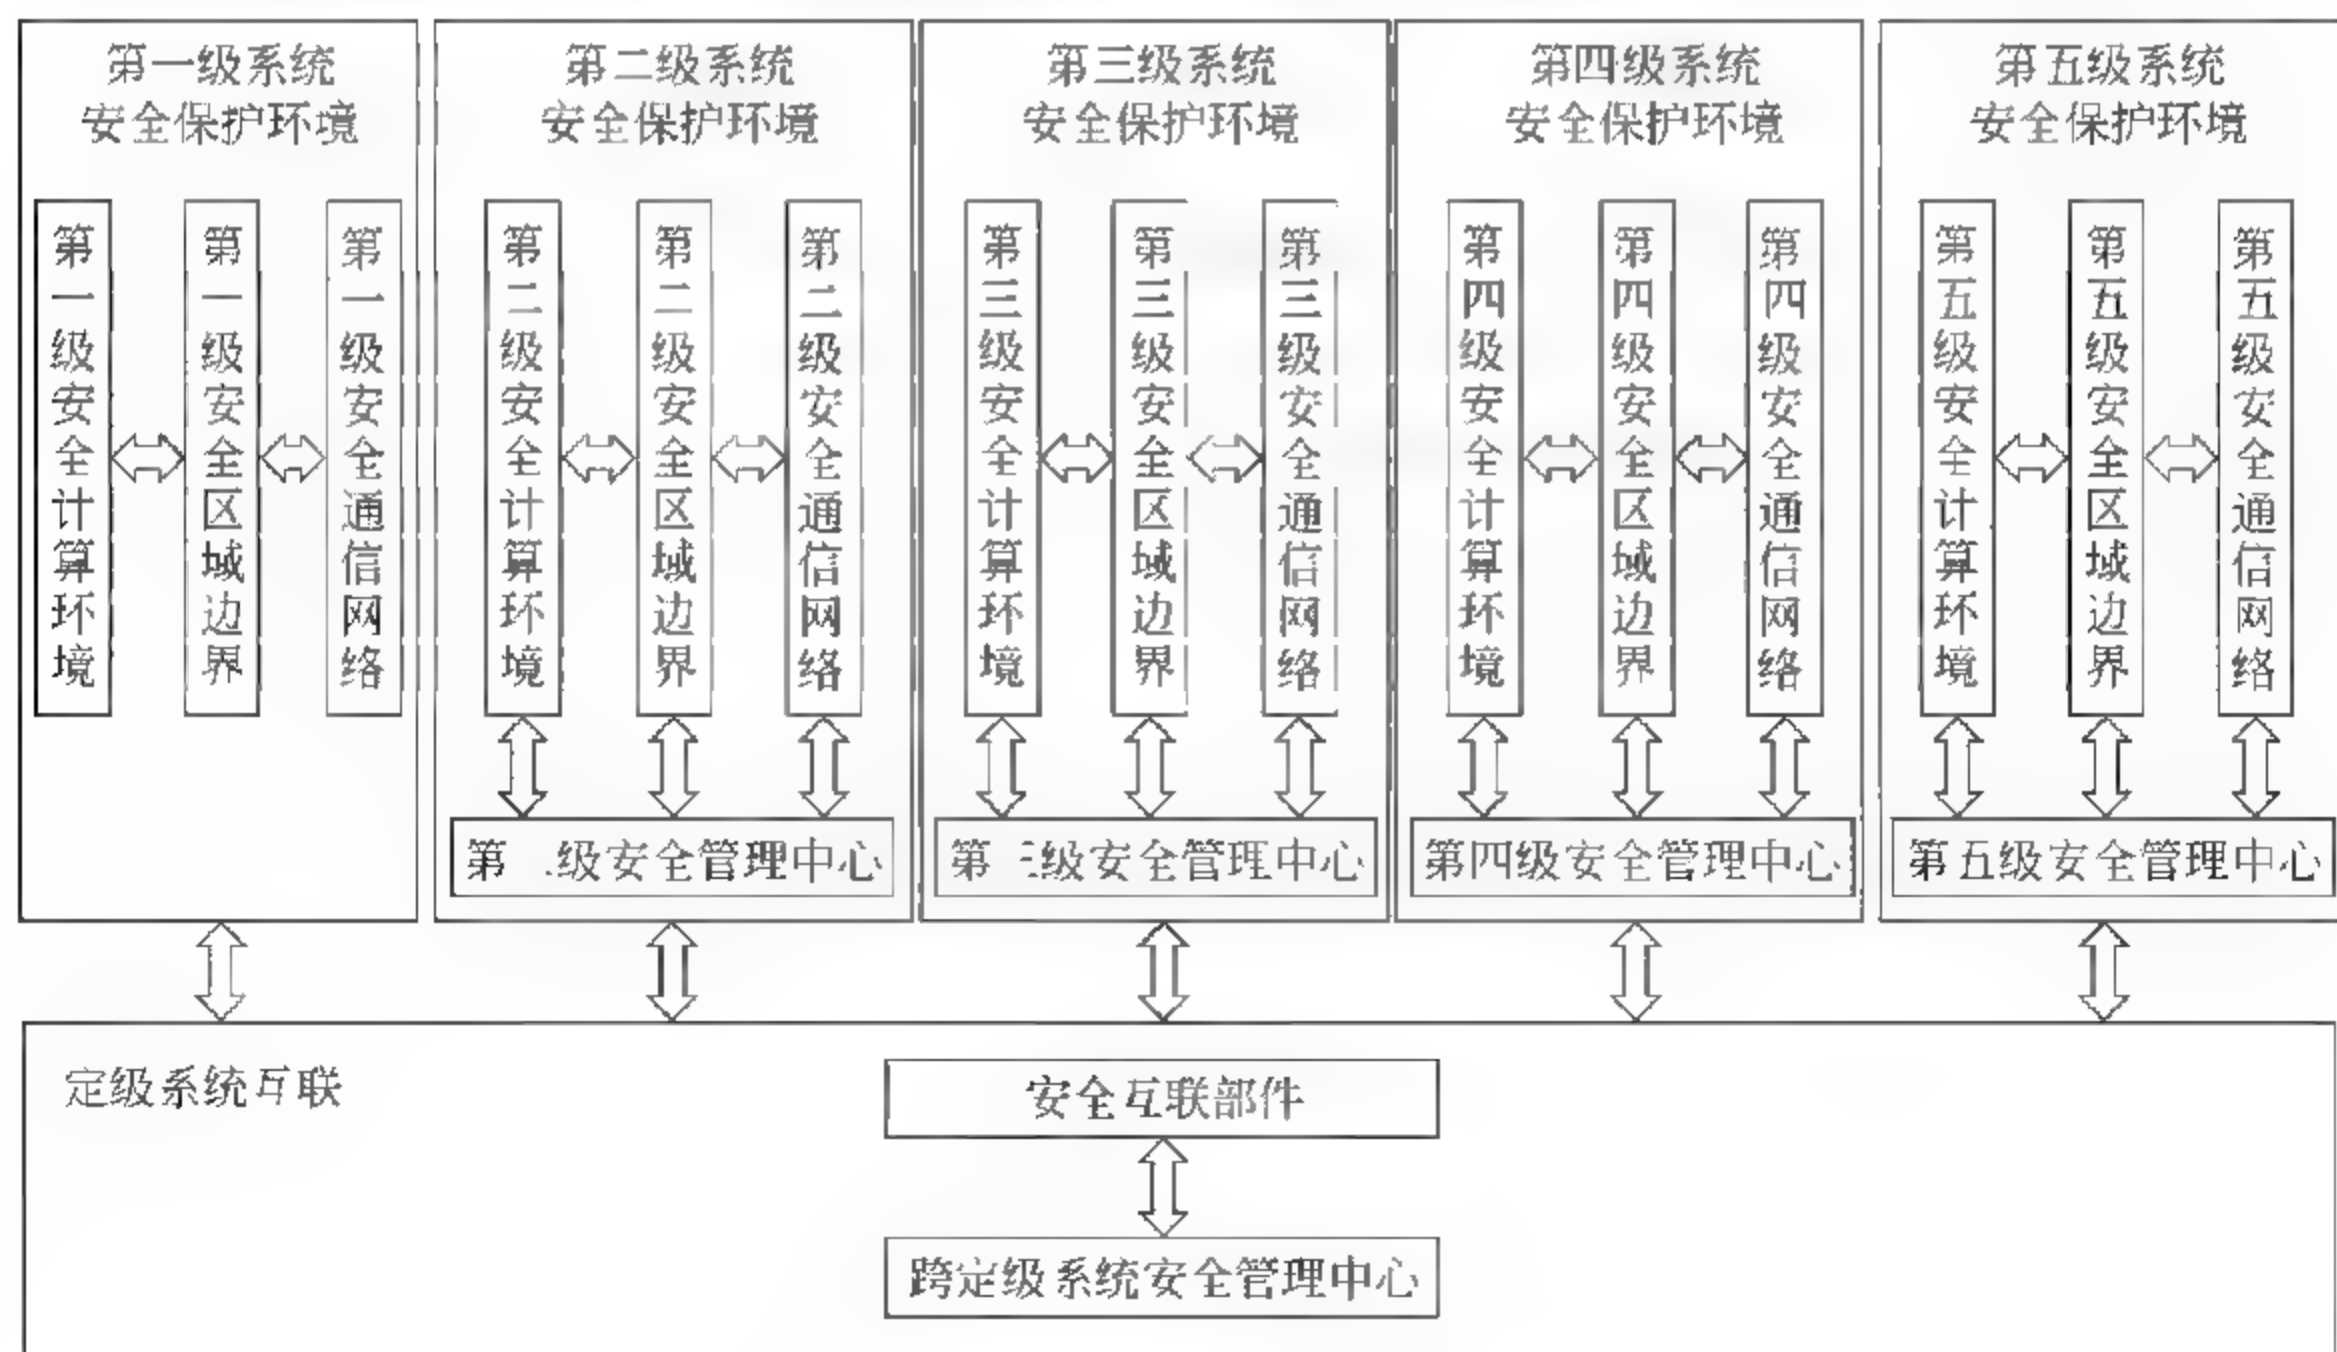 第一级系统
安全保护环境
第一级安全计算环境
第一级安全区域边界
第一级安全通信网络
第二级系统
安全保护环境
第二级安全计算环境
第二级安全区域边界
第二级安全通信网络
第二级安全管理中心
第三级系统
安全保护环境
第三级安全计算环境
第三级安全区域边界
第三级安全通信网络
第三级安全管理中心
第四级系统
安全保护环境
第四级安全计算环境
第四级安全区域边界
第四级安全通信网络
第四级安全管理中心
第五级系统
安全保护环境
第五级安全计算环境
第五级安全区域边界
第五级安全通信网络
第五级安全管理中心
定级系统互联
安全互联部件
跨定级系统安全管理中心